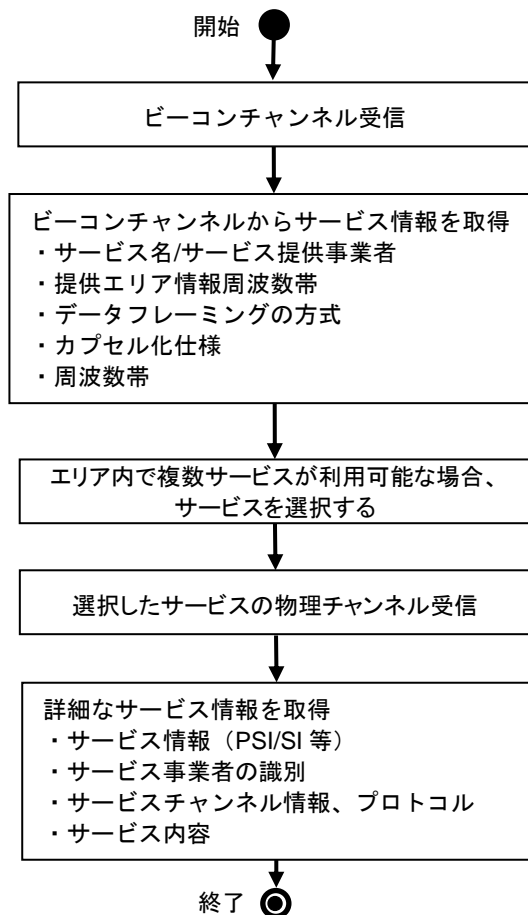 開始
ビーコンチャンネル受信
ビーコンチャンネルからサービス情報を取得
・サービス名/サービス提供事業者
・提供エリア情報周波数帯
・データフレーミングの方式
・カプセル化仕様
・周波数帯
エリア内で複数サービスが利用可能な場合、
サービスを選択する
選択したサービスの物理チャンネル受信
詳細なサービス情報を取得
・サービス情報（PSI/SI 等）
・サービス事業者の識別
・サービスチャンネル情報、プロトコル
・サービス内容
終了